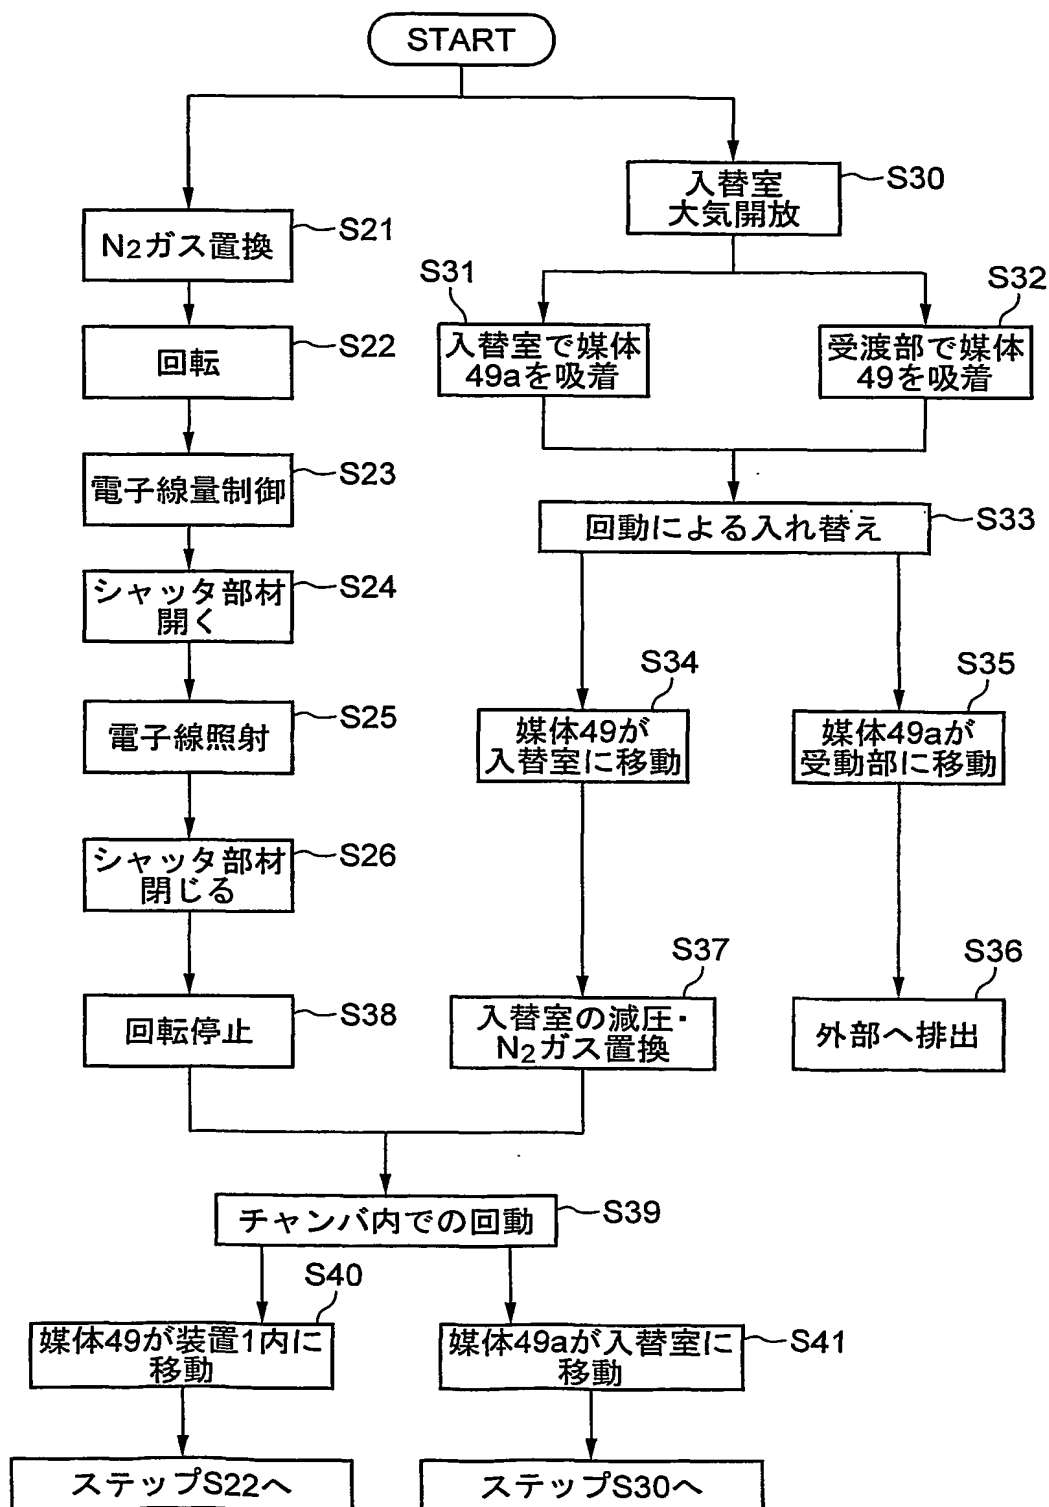 START
N2ガス置換
S21
回転
S22
電子線量制御
S23
シャッタ部材
開く
S24
電子線照射
S25
シャッタ部材
閉じる
S26
回転停止
S38
入替室
大気開放
S30
S31
入替室で媒体
49aを吸着
S32
受渡部で媒体
49を吸着
回動による入れ替え
S33
S34
媒体49が
入替室に移動
S35
媒体49aが
受動部に移動
S37
入替室の減圧・
N2ガス置換
S36
外部へ排出
チャンバ内での回動
S39
S40
媒体49が装置1内に
移動
媒体49aが入替室に
移動
S41
ステップS22へ
ステップS30へ